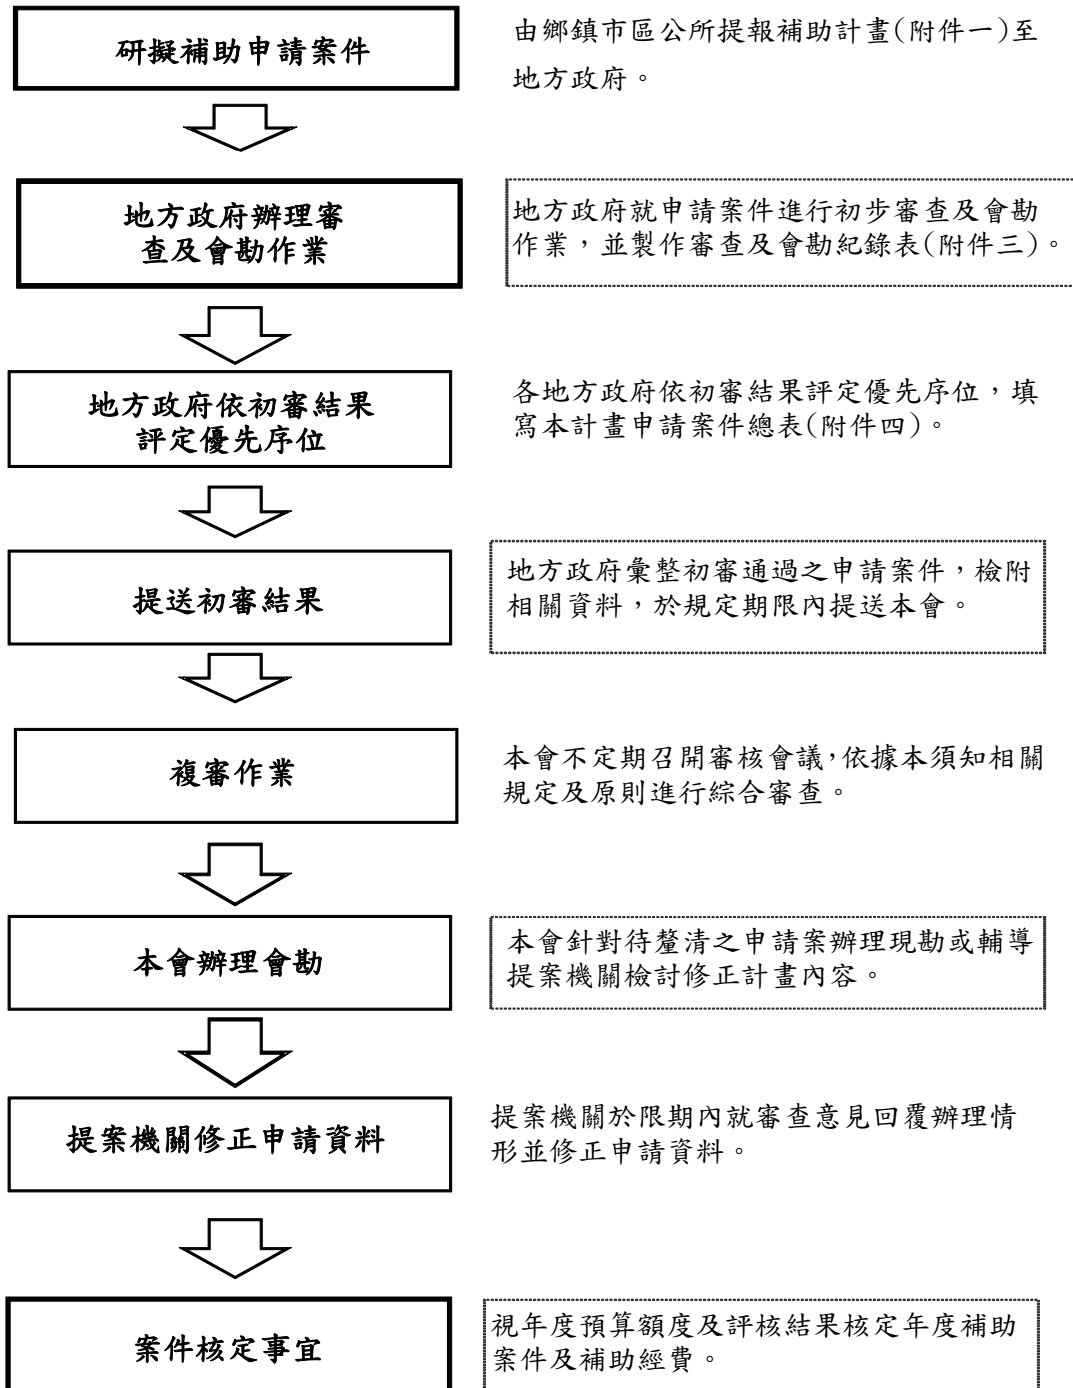 研擬補助申請案件
由鄉鎮市區公所提報補助計畫(附件一)至
地方政府。
地方政府辦理審
查及會勘作業
地方政府就申請案件進行初步審查及會勘
作業，並製作審查及會勘紀錄表(附件三)。
地方政府依初審結果
評定優先序位
各地方政府依初審結果評定優先序位，填
寫本計畫申請案件總表(附件四)。
提送初審結果
地方政府彙整初審通過之申請案件，檢附
相關資料，於規定期限內提送本會。
複審作業
本會不定期召開審核會議，依據本須知相關
規定及原則進行綜合審查。
本會辦理會勘
本會針對待釐清之申請案辦理現勘或輔導
提案機關檢討修正計畫內容。
提案機關修正申請資料
提案機關於限期內就審查意見回覆辦理情
形並修正申請資料。
案件核定事宜
視年度預算額度及評核結果核定年度補助
案件及補助經費。